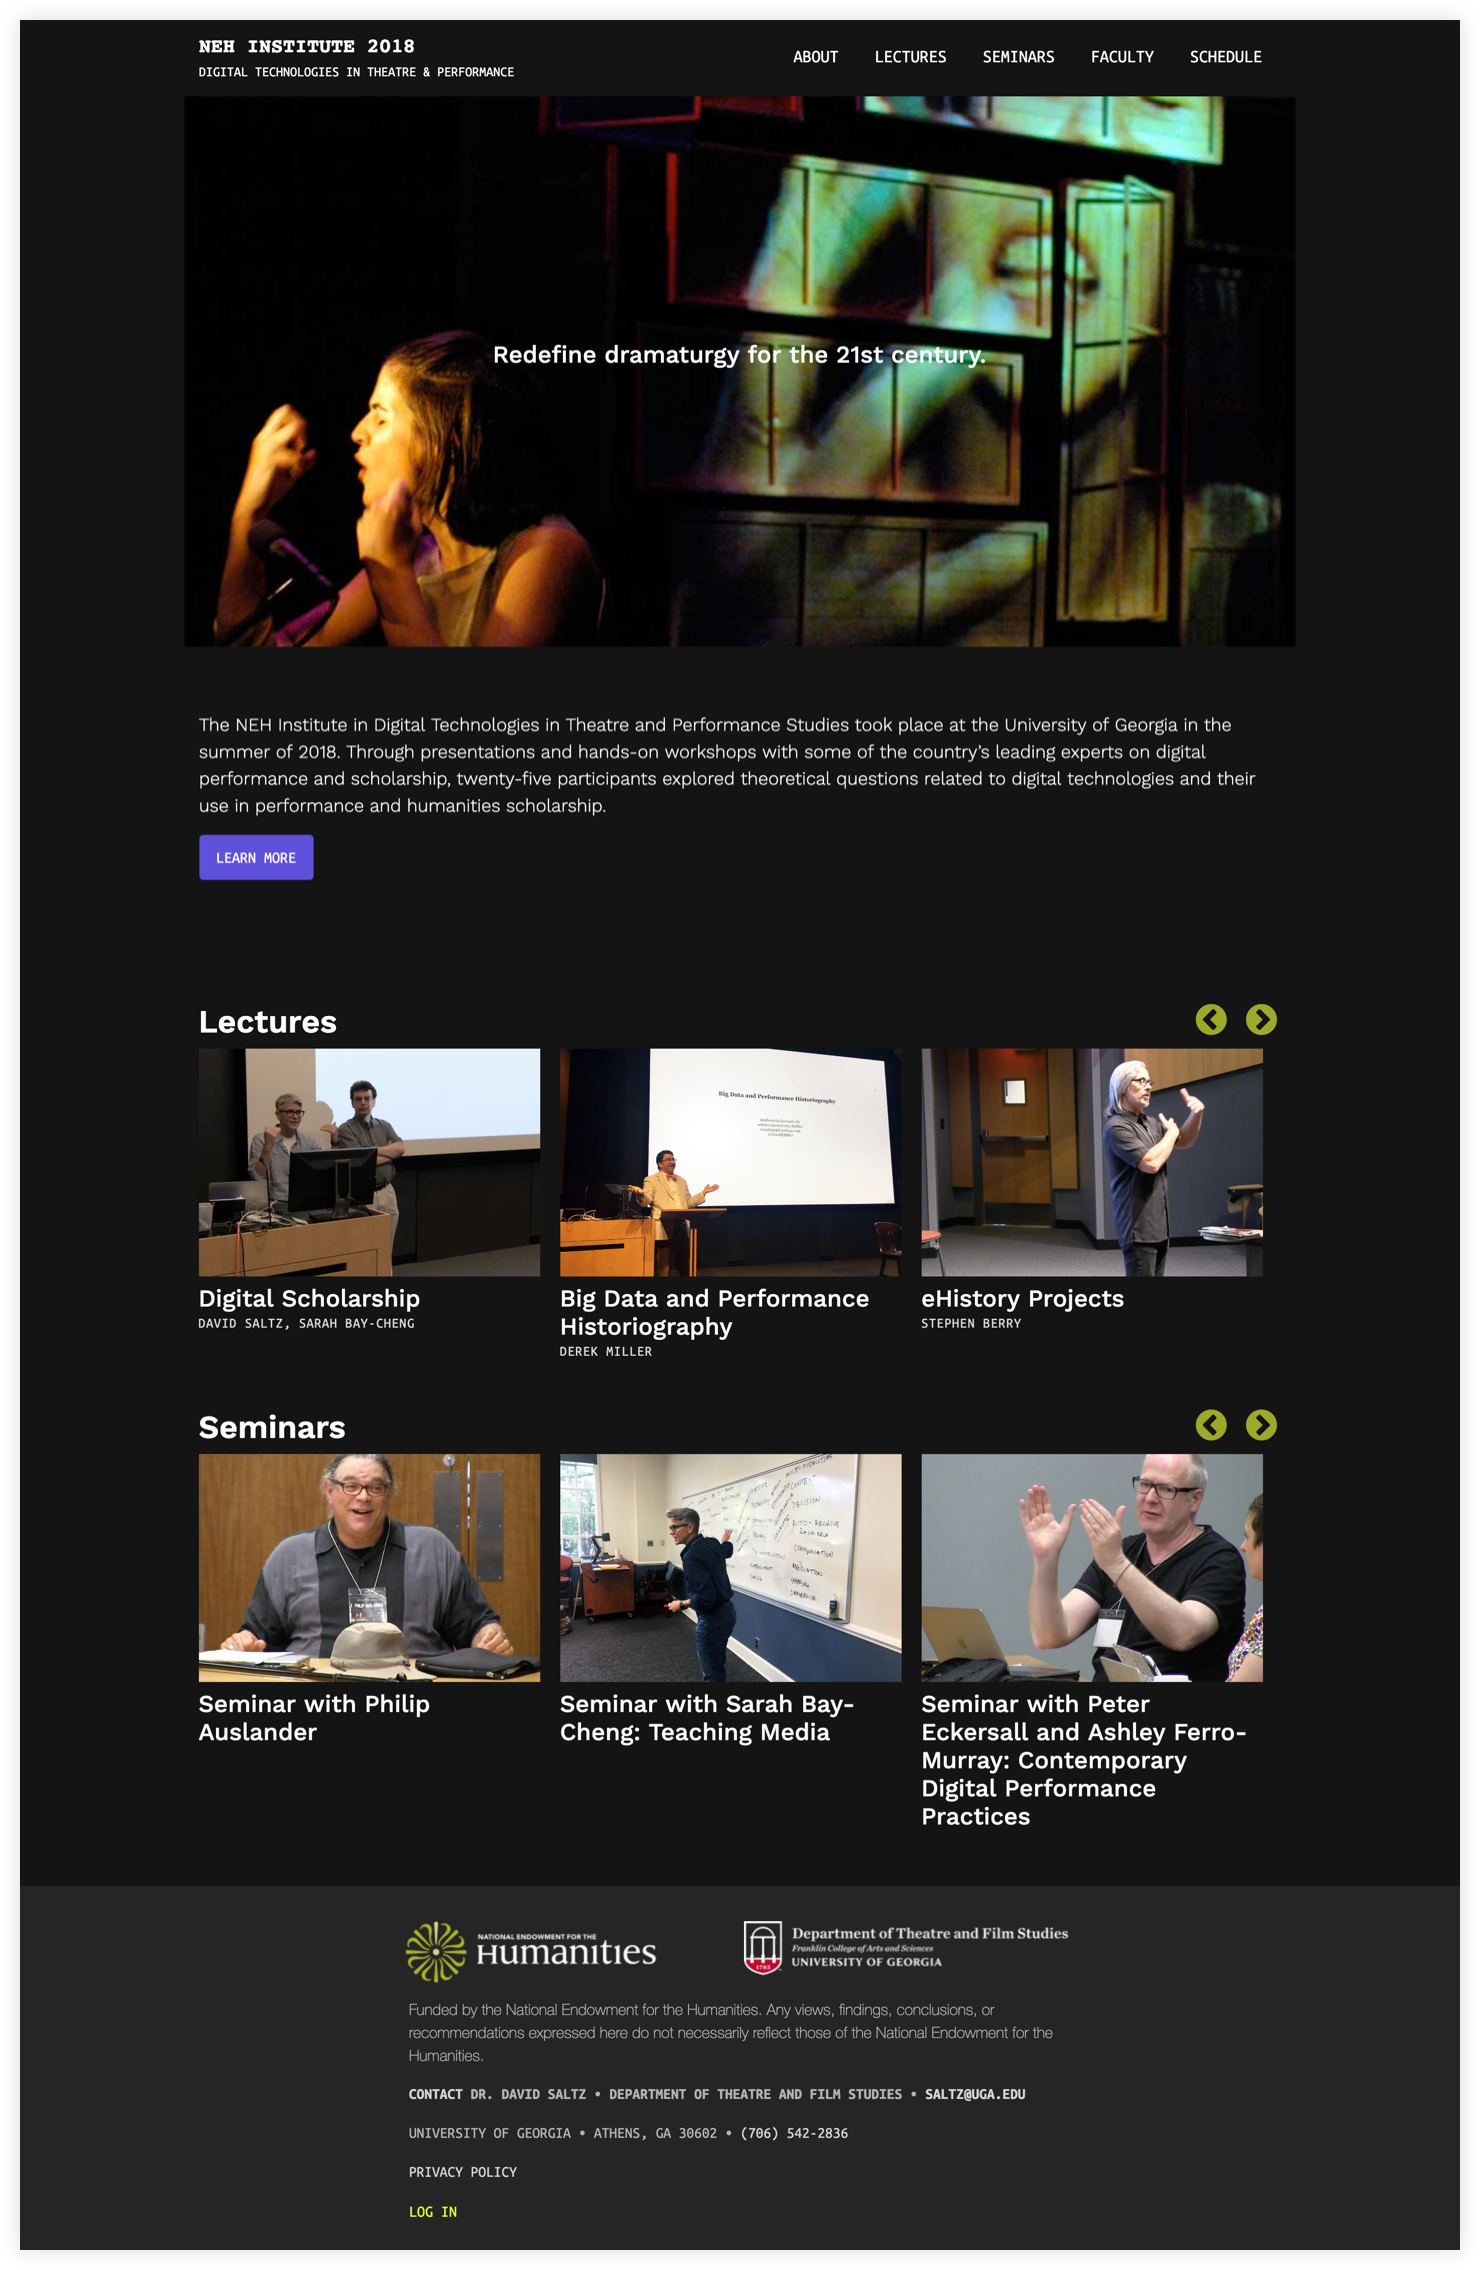 NEH INSTITUTE 2018
DIGITAL TECHNOLOGIES IN THEATRE & PERFORMANCE
ABOUT LECTURES SEMINARS FACULTY SCHEDULE
Redefine dramaturgy for the 21st century.
The NEH Institute in Digital Technologies in Theatre and Performance Studies took place at the University of Georgia in the
summer of 2018. Through presentations and hands-on workshops with some of the country’s leading experts on digital
performance and scholarship, twenty-five participants explored theoretical questions related to digital technologies and their
use in performance and humanities scholarship.
LEARN MORE
Lectures
Big Data and Performance Historiography
Digital Scholarship
DAVID SALTZ, SARAH BAY-CHENG
Big Data and Performance
Historiography
DEREK MILLER
eHistory Projects
STEPHEN BERRY
Seminars
CONTEXT
DECISION
AUTO-ARCHIVE
MEDIATION
Seminar with Philip
Auslander
Seminar with Sarah Bay-
Cheng: Teaching Media
Seminar with Peter
Eckersall and Ashley Ferro-
Murray: Contemporary
Digital Performance
Practices
NATIONAL ENDOWMENT FOR THE
Humanities
1785
Department of Theatre and Film Studies
Franklin College of Arts and Sciences
UNIVERSITY OF GEORGIA
Funded by the National Endowment for the Humanities. Any views, findings, conclusions, or
recommendations expressed here do not necessarily reflect those of the National Endowment for the
Humanities.
CONTACT DR. DAVID SALTZ • DEPARTMENT OF THEATRE AND FILM STUDIES • SALTZ@UGA.EDU
UNIVERSITY OF GEORGIA • ATHENS, GA 30602 • (706) 542-2836
PRIVACY POLICY
LOG IN